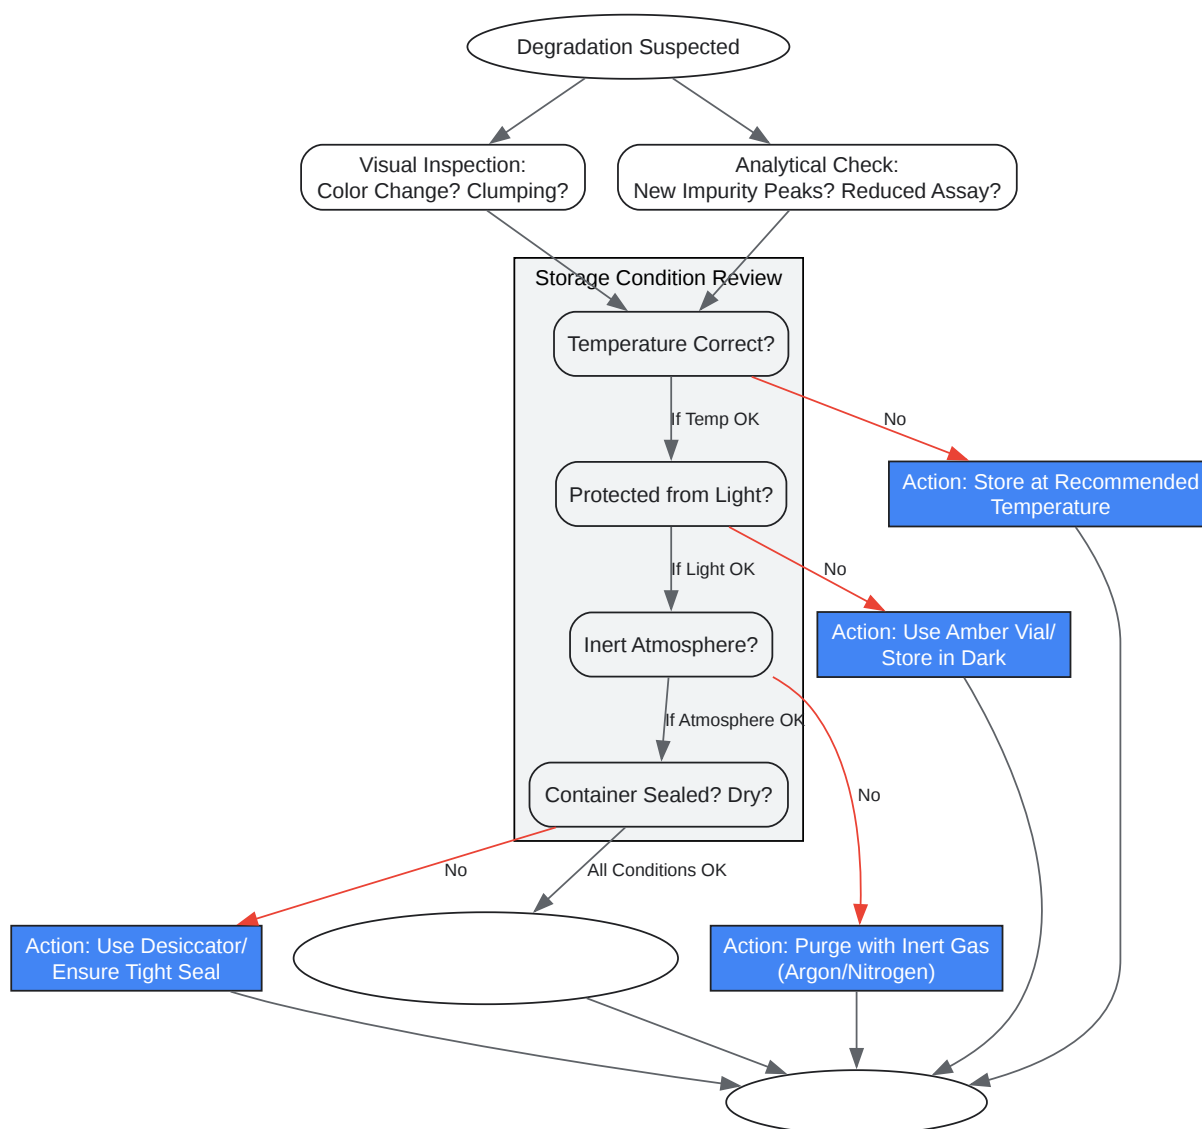 Degradation Suspected
Visual Inspection:
Color Change? Clumping?
Analytical Check:
New Impurity Peaks? Reduced Assay?
Storage Condition Review
Temperature Correct?
If Temp OK
No
Action: Store at Recommended
Temperature
Protected from Light?
If Light OK
No
Action: Use Amber Vial/
Store in Dark
Inert Atmosphere?
If Atmosphere OK
No
Container Sealed? Dry?
No
All Conditions OK
Action: Use Desiccator/
Ensure Tight Seal
Action: Purge with Inert Gas
(Argon/Nitrogen)